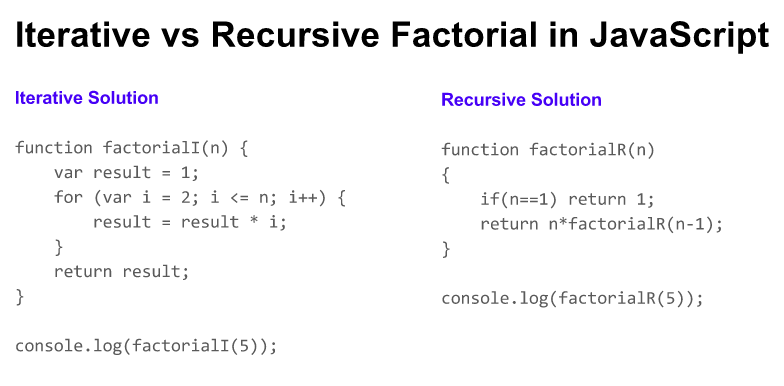 Iterative vs Recursive Factorial in JavaScript
Iterative Solution
function factorialI(n) {
    var result = 1;
    for (var i = 2; i <= n; i++) {
        result = result * i;
    }
    return result;
}
console.log(factorialI(5));
Recursive Solution
function factorialR(n)
{
    if(n==1) return 1;
    return n*factorialR(n-1);
}
console.log(factorialR(5));